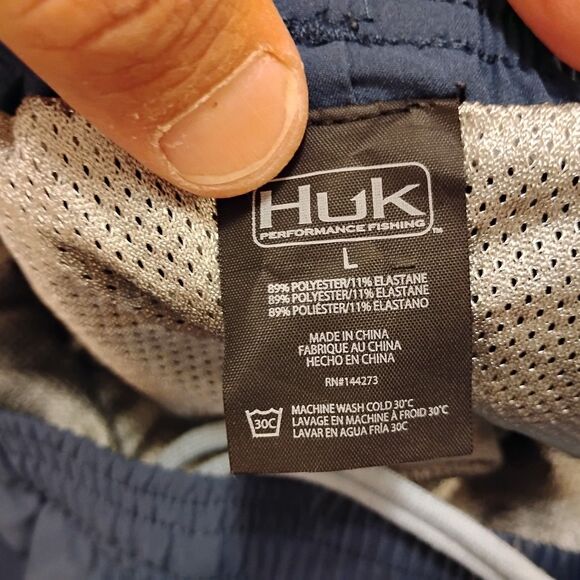 Huk
PERFORMANCE FISHING™
L
89% POLYESTER/11% ELASTANE
89% POLYESTER/11% ELASTANE
89% POLIÉSTER/11% ELASTANO
MADE IN CHINA
FABRIQUE AU CHINA
HECHO EN CHINA
RN#144273
30C
MACHINE WASH COLD 30°C
LAVAGE EN MACHINE À FROID 30°C
LAVAR EN AGUA FRÍA 30C